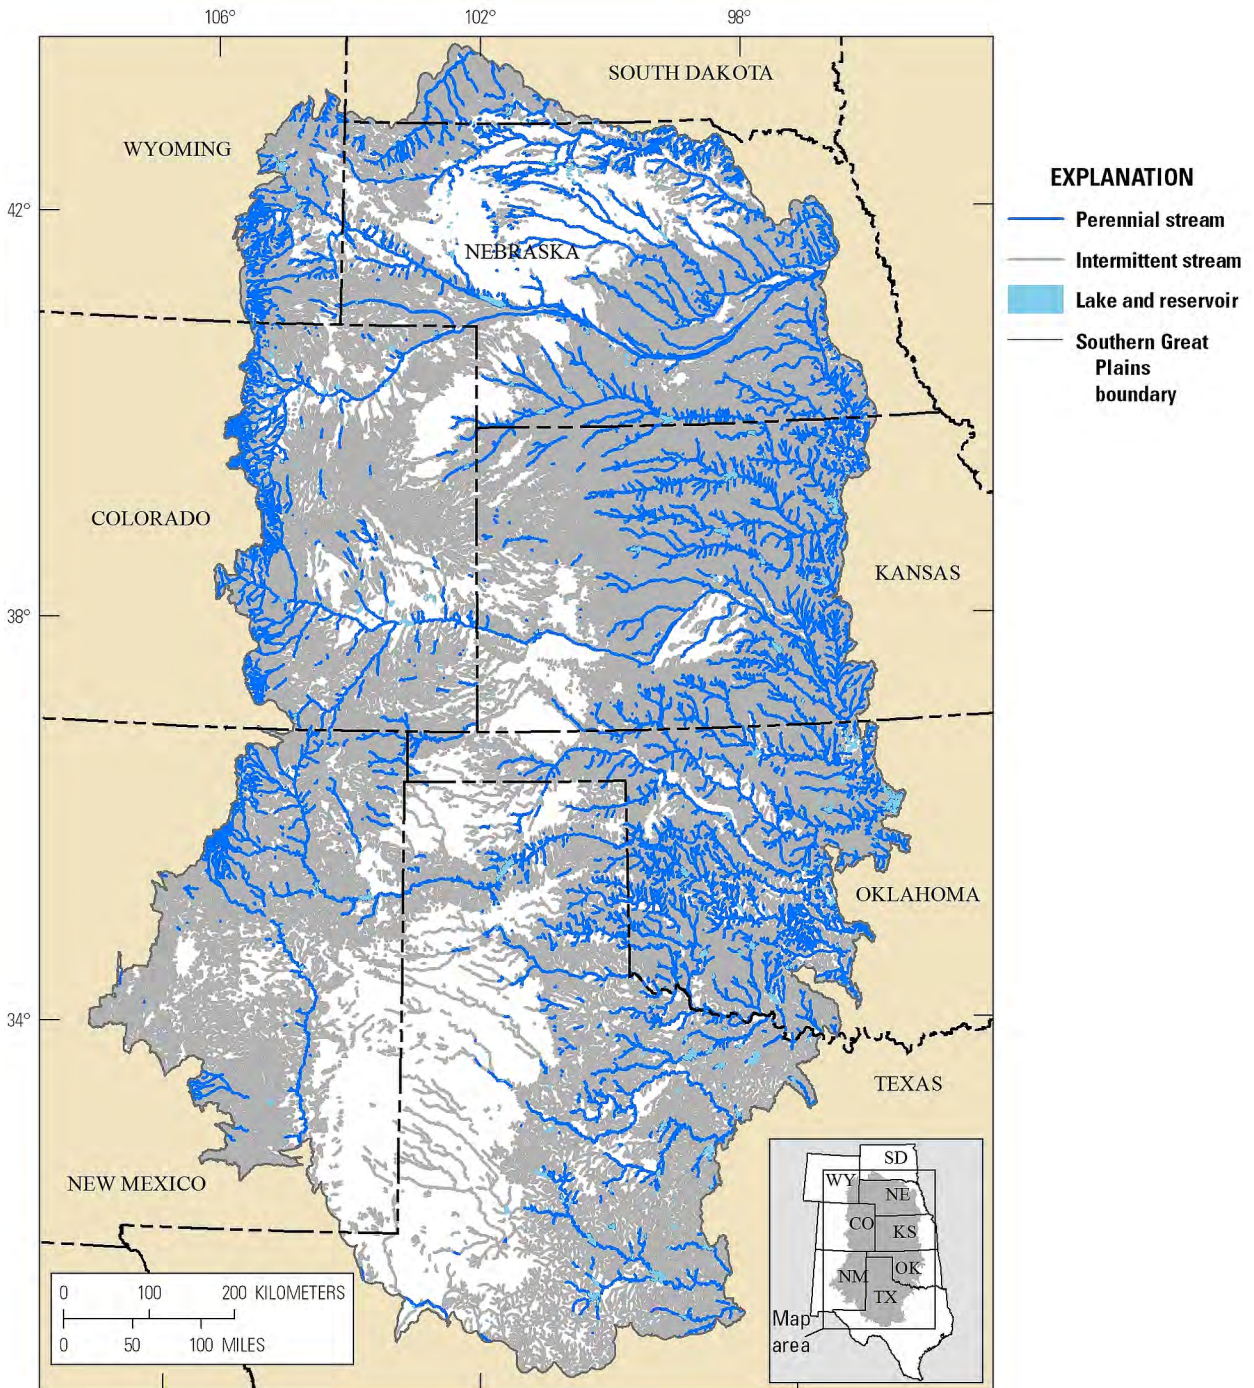 106°
102°
98°
SOUTH DAKOTA
WYOMING
EXPLANATION
42°
Perennial stream
NEBRASKA
Intermittent stream
Lake and reservoir
Southern Great
Plains
boundary
COLORADO
KANSAS
38°
OKLAHOMA
34°
TEXAS
NEW MEXICO
SD
WY
NE
CO
KS
OK
NM
TX
Map
area
0 100 200 KILOMETERS
0 50 100 MILES